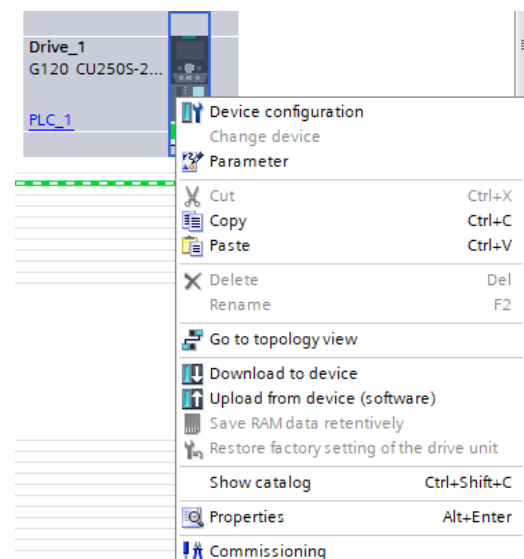 Drive_1
G120 CU250S-2...
PLC_1
Device configuration
Change device
Parameter
Cut Ctrl+X
Copy Ctrl+C
Paste Ctrl+V
Delete Del
Rename F2
Go to topology view
Download to device
Upload from device (software)
Save RAM data retentively
Restore factory setting of the drive unit
Show catalog Ctrl+Shift+C
Properties Alt+Enter
Commissioning